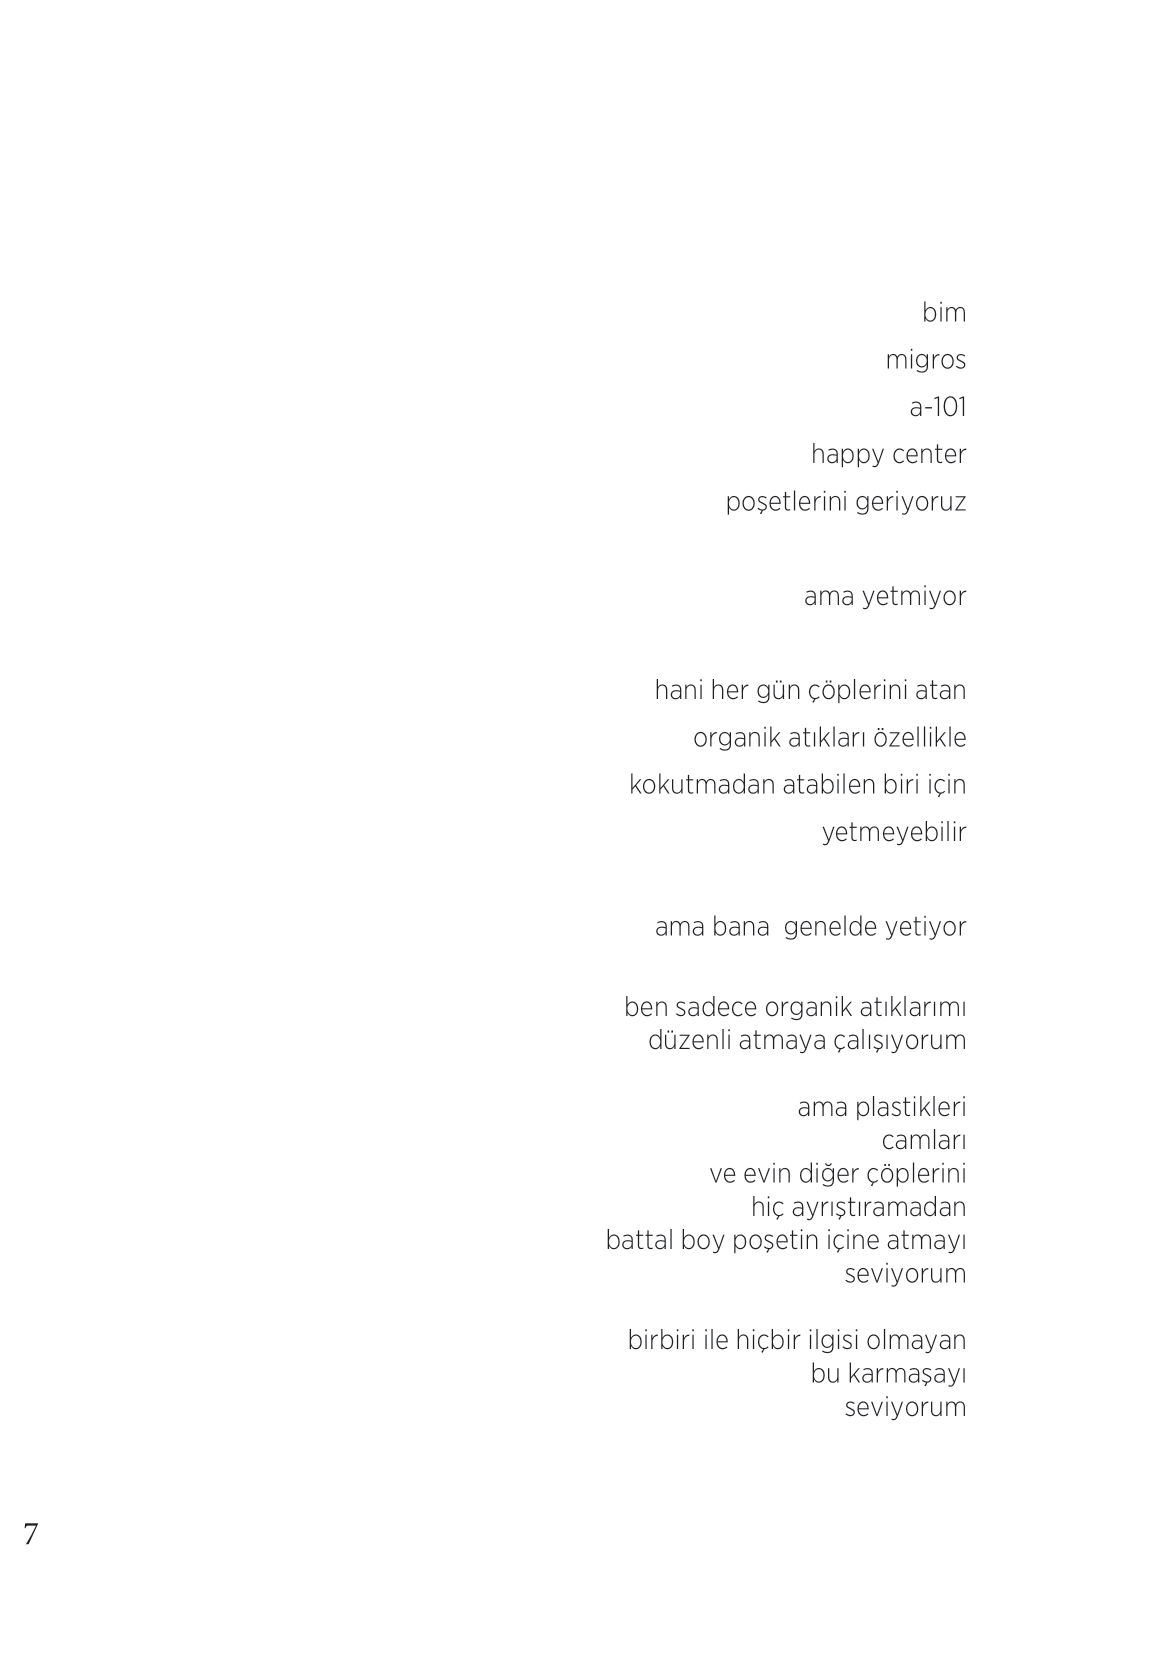 bim
migros
a-101
happy center
poşetlerini geriyoruz
ama yetmiyor
hani her gün çöplerini atan
organik atıkları özellikle
kokutmadan atabilen biri için
yetmeyebilir
ama bana  genelde yetiyor
ben sadece organik atıklarımı
düzenli atmaya çalışıyorum
ama plastikleri
camları
ve evin diğer çöplerini
hiç ayrıştıramadan
battal boy poşetin içine atmayı
seviyorum
birbiri ile hiçbir ilgisi olmayan
bu karmaşayı
seviyorum
7